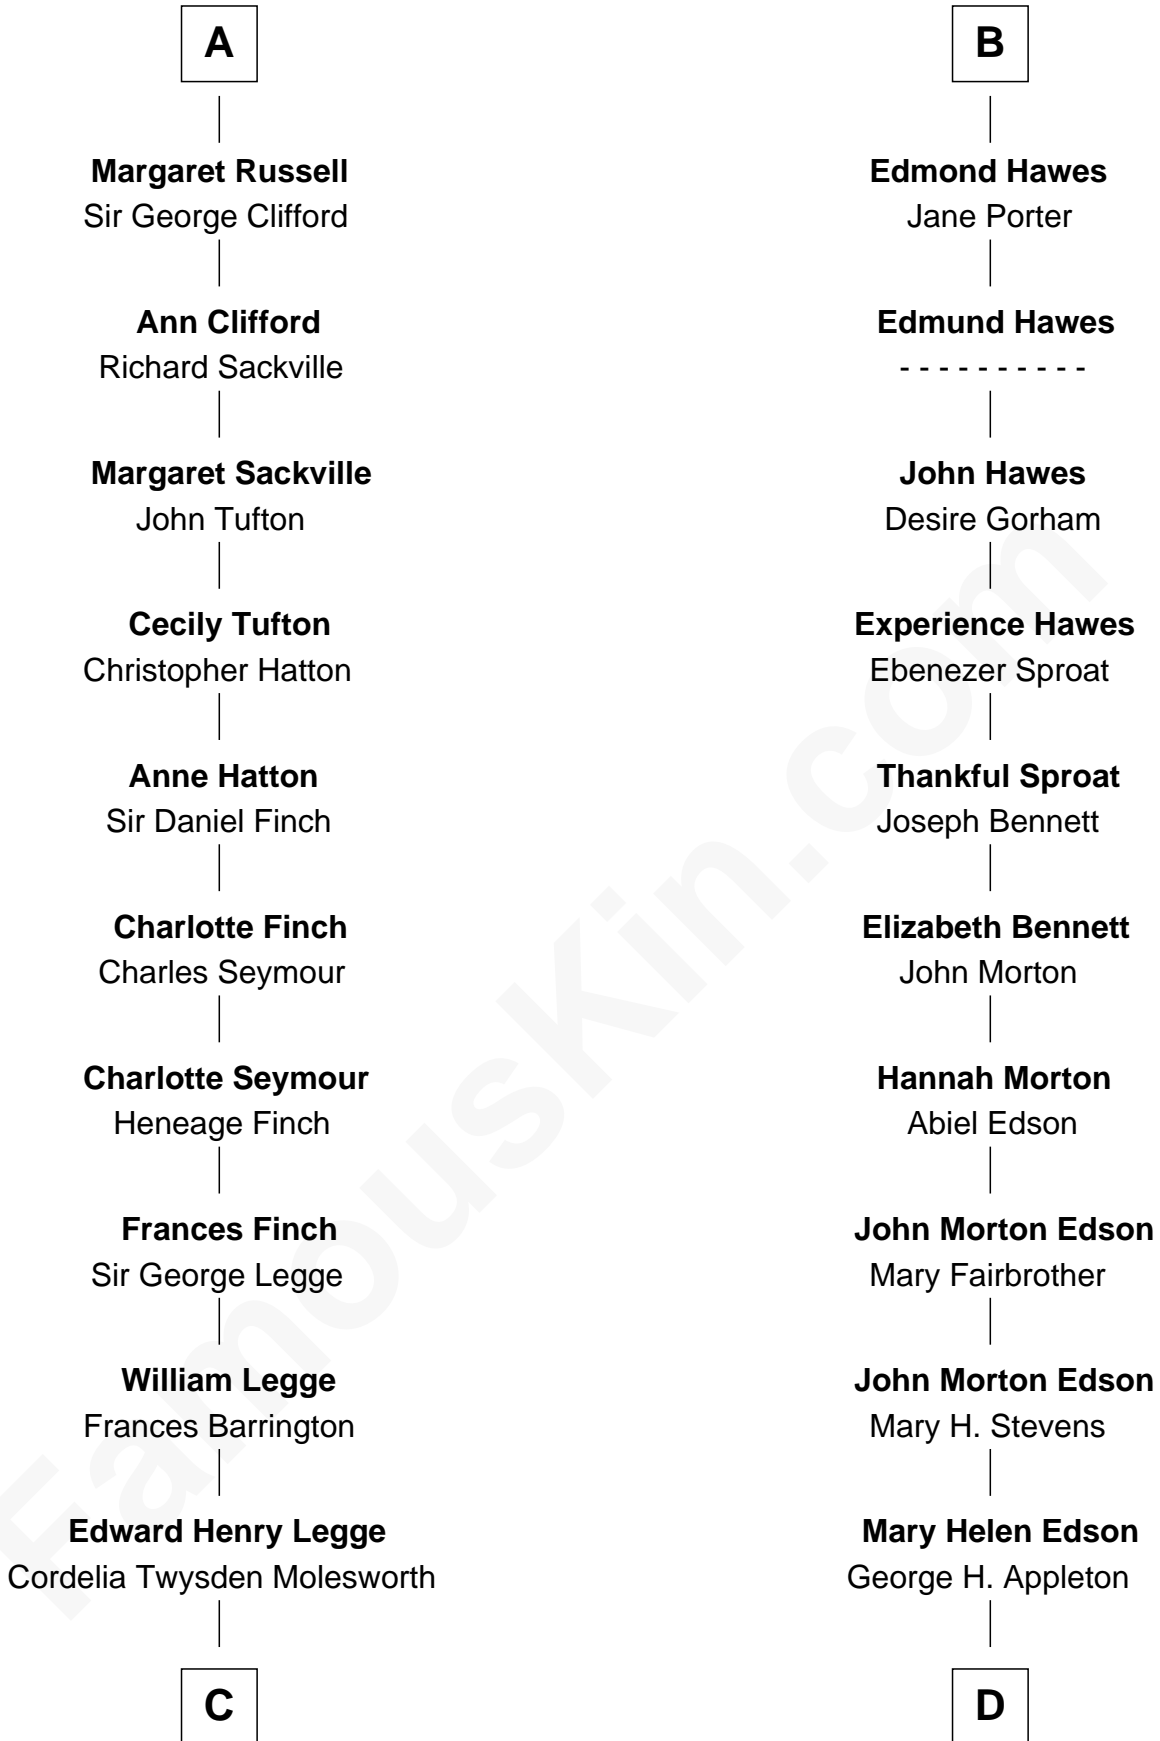 A
Margaret Russell
Sir George Clifford
Ann Clifford
Richard Sackville
Margaret Sackville
John Tufton
Cecily Tufton
Christopher Hatton
Anne Hatton
Sir Daniel Finch
Charlotte Finch
Charles Seymour
Charlotte Seymour
Heneage Finch
Frances Finch
Sir George Legge
William Legge
Frances Barrington
Edward Henry Legge
Cordelia Twysden Molesworth
C
B
Edmond Hawes
Jane Porter
Edmund Hawes
- - - - - - - - - -
John Hawes
Desire Gorham
Experience Hawes
Ebenezer Sproat
Thankful Sproat
Joseph Bennett
Elizabeth Bennett
John Morton
Hannah Morton
Abiel Edson
John Morton Edson
Mary Fairbrother
John Morton Edson
Mary H. Stevens
Mary Helen Edson
George H. Appleton
D
FamousKin.com